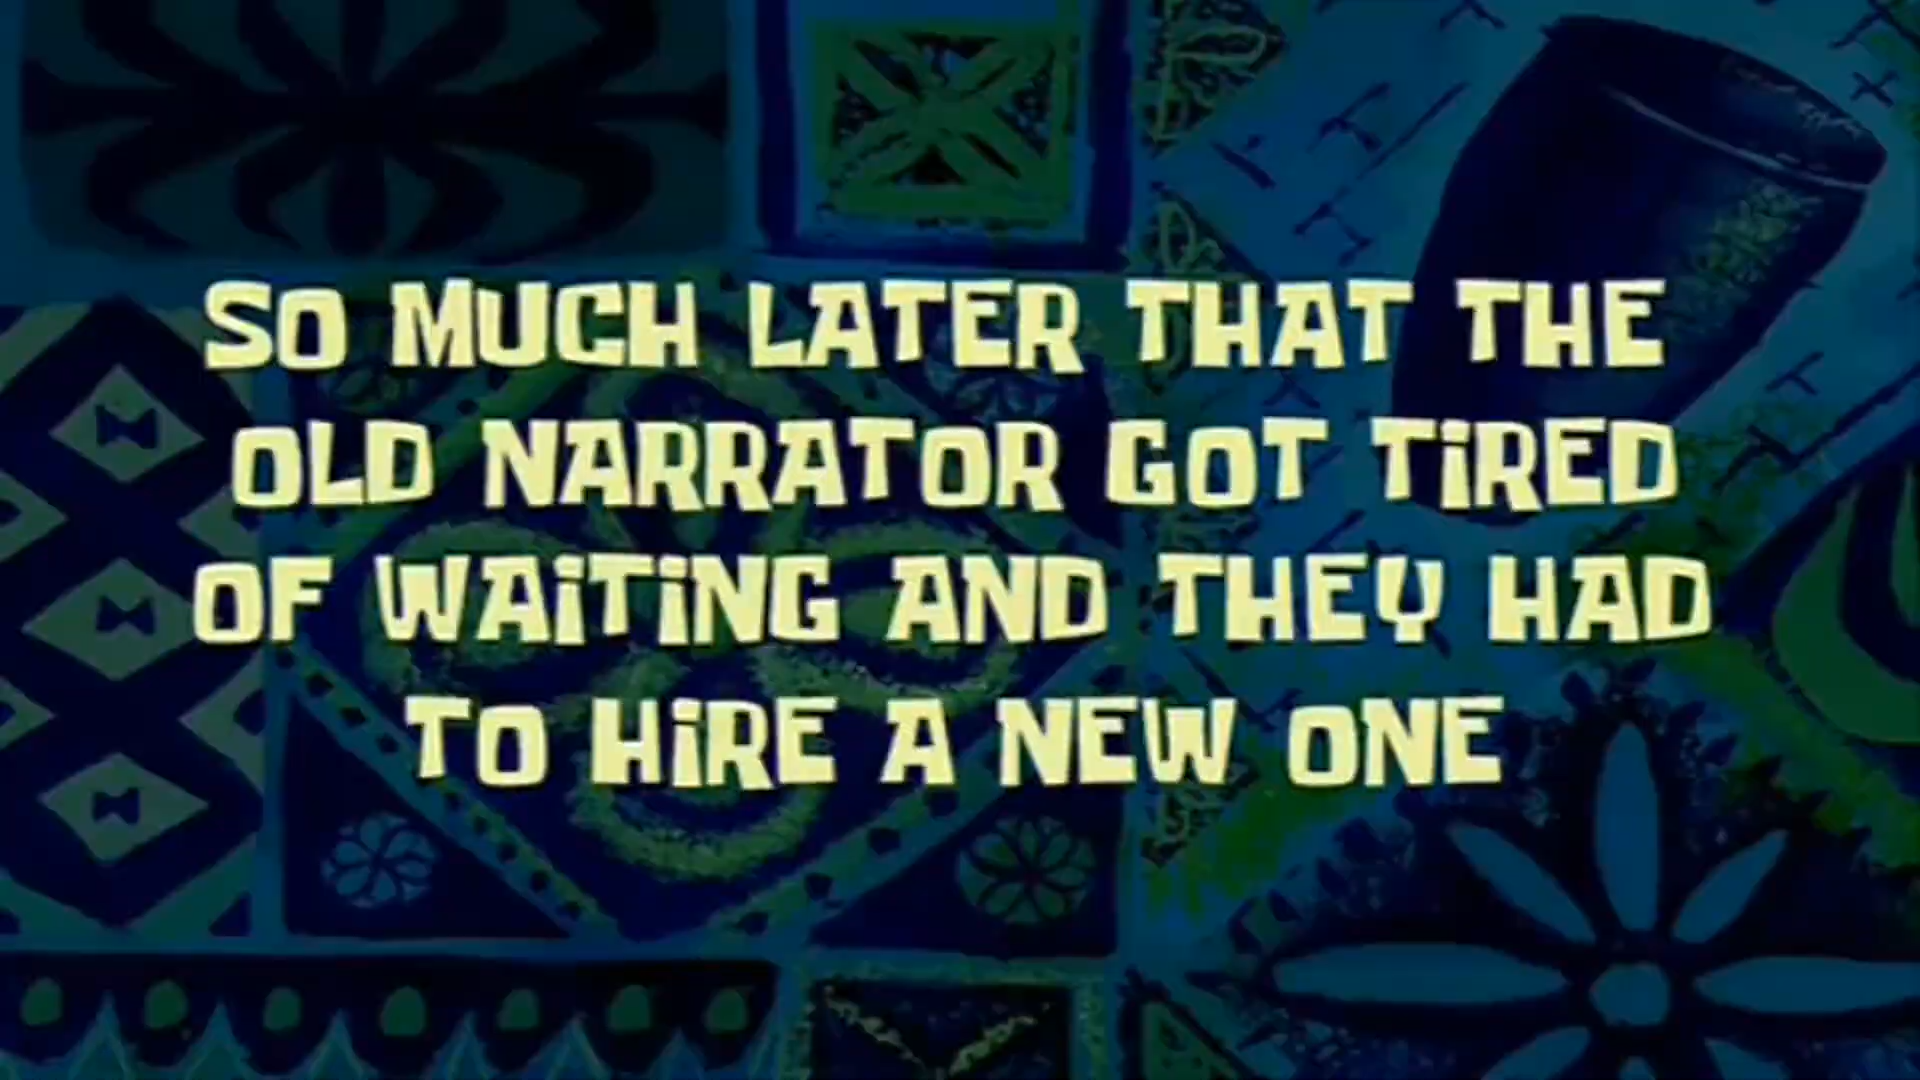 SO MUCH LATER THAT THE
OLD NARRATOR GOT TiRED
OF WAiTiNG AND THEY HAD
TO HiRE A NEW ONE